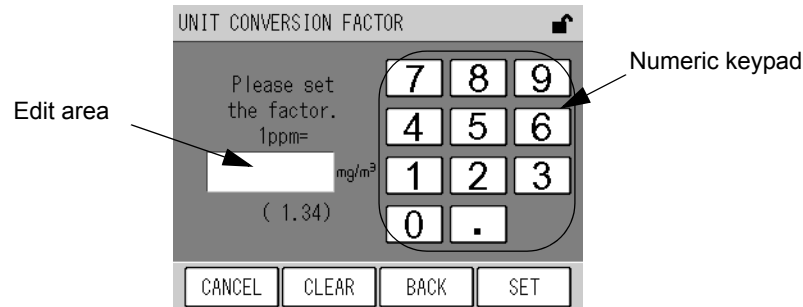 UNIT CONVERSION FACTOR
Numeric keypad
Edit area
Please set
the factor.
1ppm=
mg/m³
( 1.34)
7 8 9
4 5 6
1 2 3
0 .
CANCEL CLEAR BACK SET